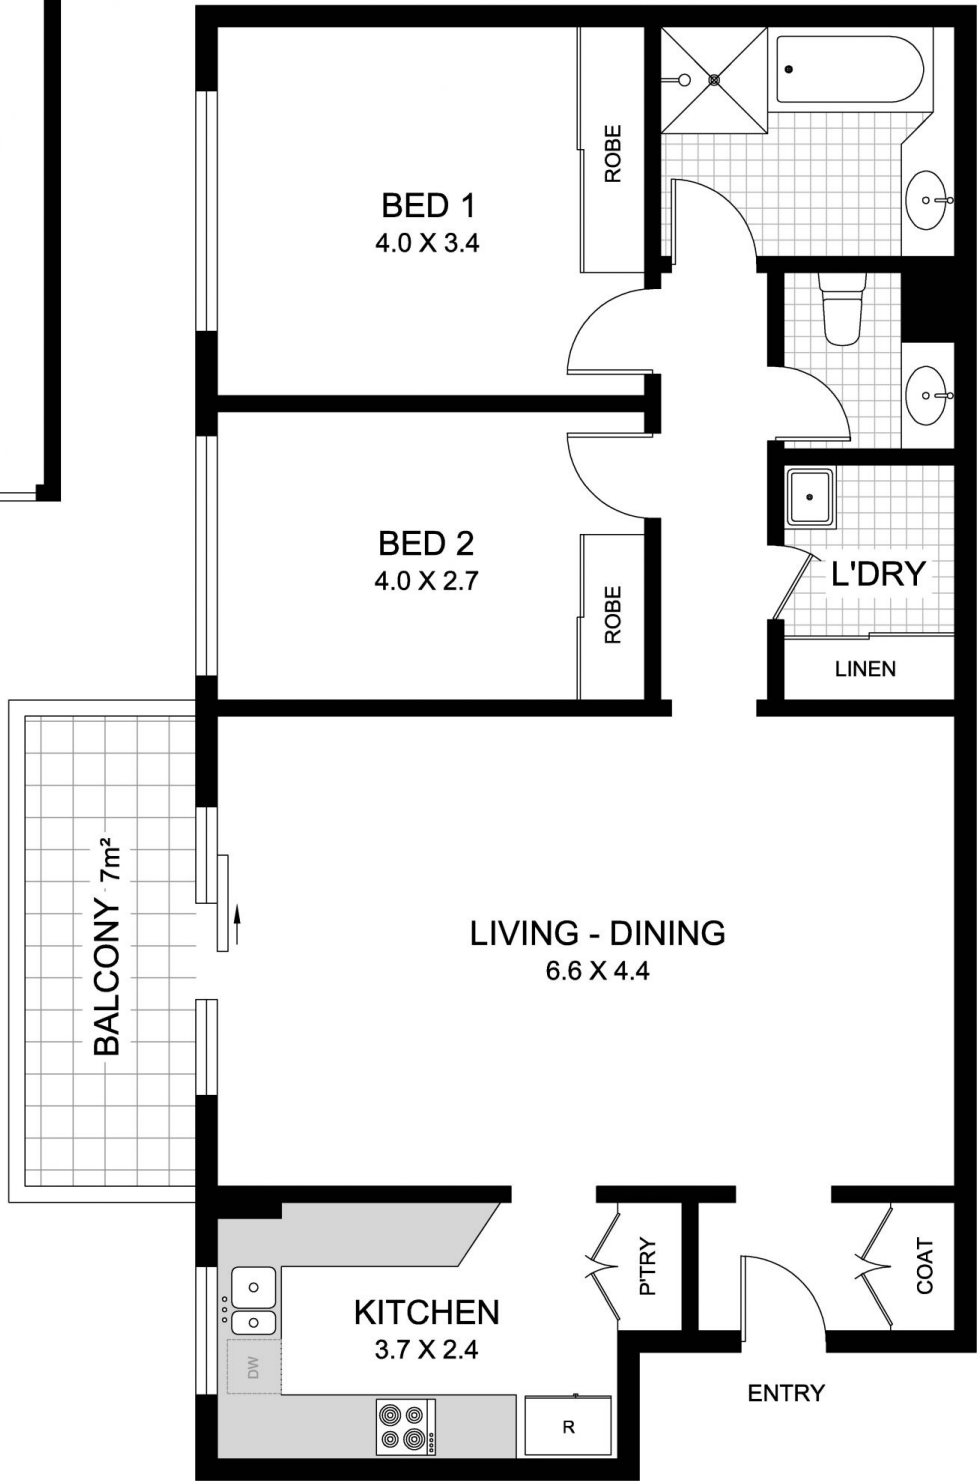 BED 1
4.0 X 3.4
ROBE
BED 2
4.0 X 2.7
ROBE
L'DRY
LINEN
BALCONY 7m²
LIVING - DINING
6.6 X 4.4
KITCHEN
3.7 X 2.4
P'TRY
COAT
DW
R
ENTRY